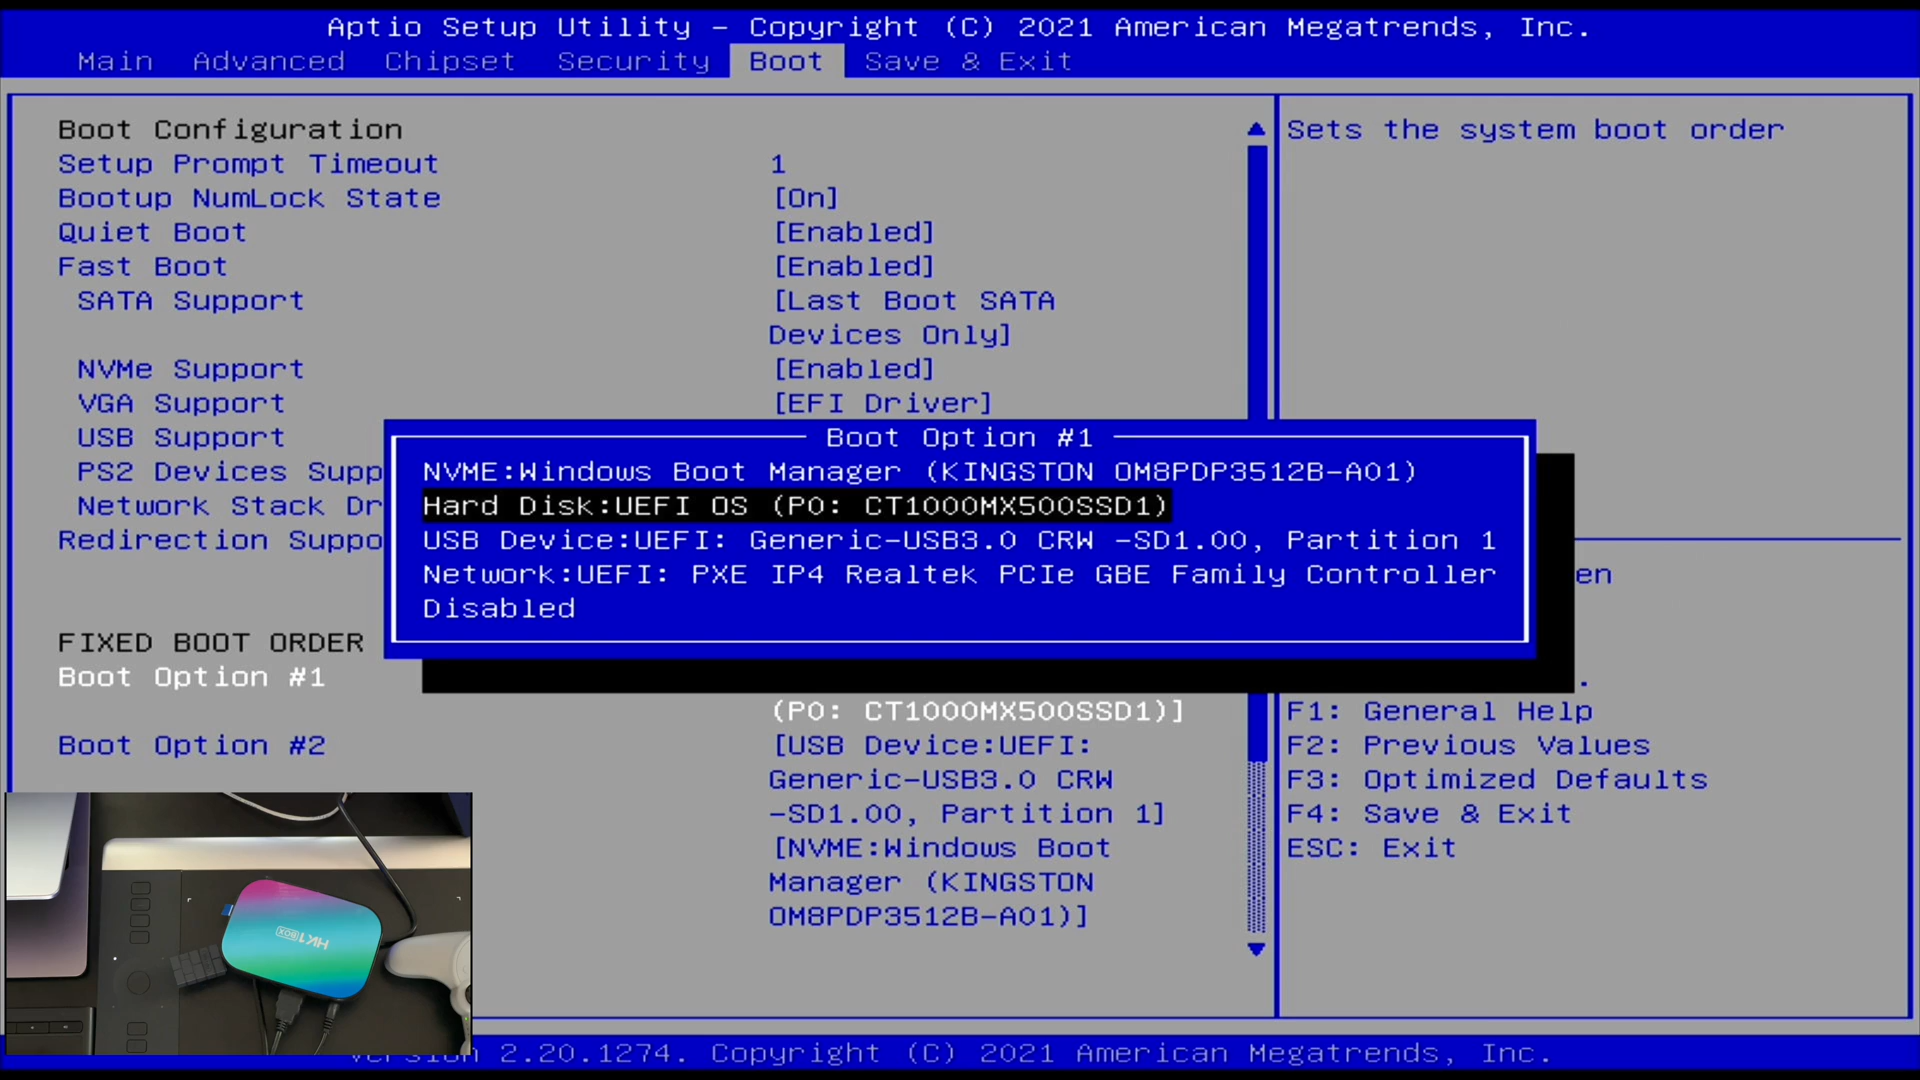 Aptio Setup Utility – Copyright (C) 2021 American Megatrends, Inc.
Main Advanced Chipset Security Boot Save & Exit
Boot Configuration
Setup Prompt Timeout 1
Bootup NumLock State [On]
Quiet Boot [Enabled]
Fast Boot [Enabled]
SATA Support [Last Boot SATA
Devices Only]
NVMe Support [Enabled]
VGA Support [EFI Driver]
USB Support
PS2 Devices Supp
Network Stack Dr
Redirection Suppo
FIXED BOOT ORDER
Boot Option #1
(P0: CT1000MX500SSD1)]
Boot Option #2 [USB Device:UEFI:
Generic-USB3.0 CRW
-SD1.00, Partition 1]
[NVME:Windows Boot
Manager (KINGSTON
OM8PDP3512B-A01)]
Boot Option #1
NVME:Windows Boot Manager (KINGSTON OM8PDP3512B-A01)
Hard Disk:UEFI OS (P0: CT1000MX500SSD1)
USB Device:UEFI: Generic-USB3.0 CRW -SD1.00, Partition 1
Network:UEFI: PXE IP4 Realtek PCIe GBE Family Controller
Disabled
Sets the system boot order
en
.
F1: General Help
F2: Previous Values
F3: Optimized Defaults
F4: Save & Exit
ESC: Exit
HK1 BOX
Version 2.20.1274. Copyright (C) 2021 American Megatrends, Inc.